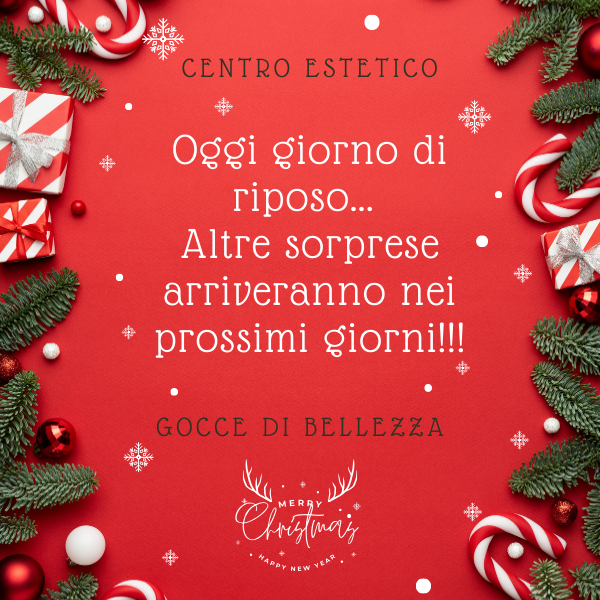 CENTRO ESTETICO
Oggi giorno di
riposo...
Altre sorprese
arriveranno nei
prossimi giorni!!!
GOCCE DI BELLEZZA
MERRY
Christmas
HAPPY NEW YEAR